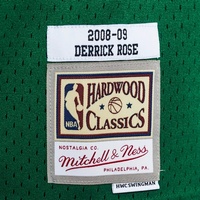 2008-09
DERRICK ROSE
NBA
HARDWOOD
CLASSICS
NOSTALGIA CO.
Mitchell & Ness
PHILADELPHIA, PA.
HWC SWINGMAN